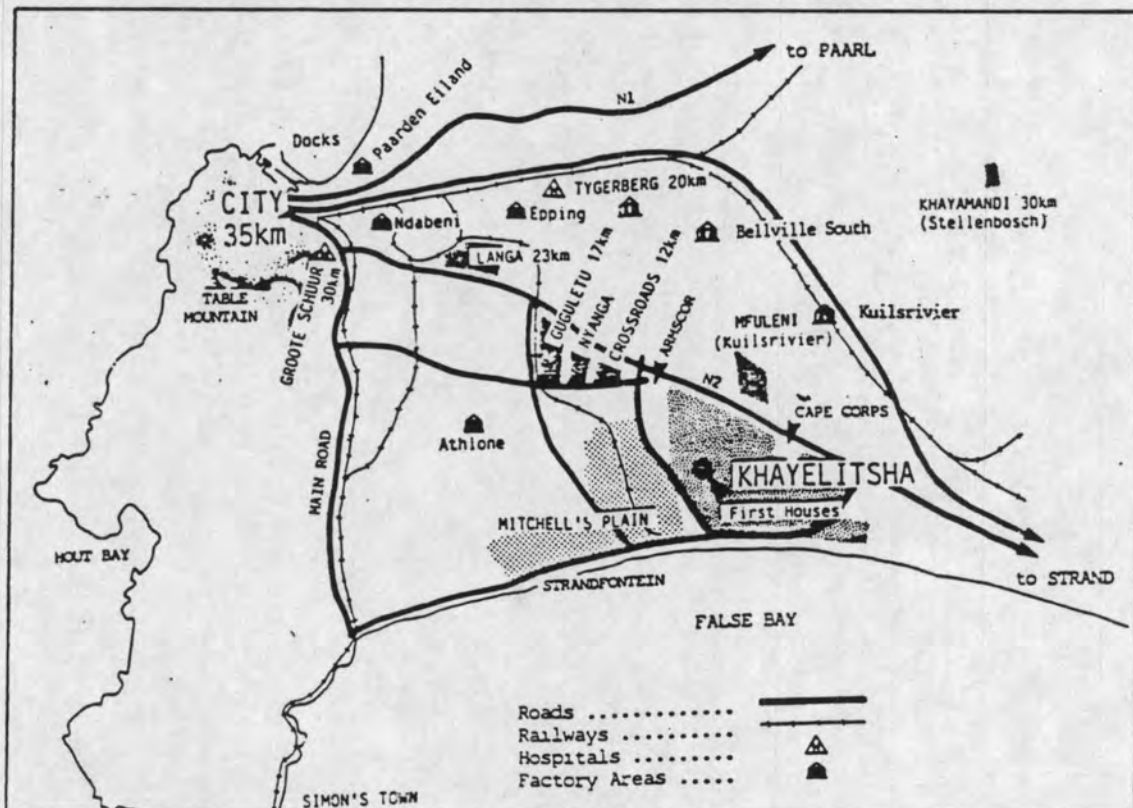 to PAARL
N1
Paarden Eiland
Docks
CITY
35km
TYGERBERG 20km
Epping
Ndabeni
Bellville South
KHAYAMANDI 30km
(Stellenbosch)
LANGA 23km
GUGULETU 17km
NYANGA
CROSSROADS 12km
ARMSCOR
TABLE
MOUNTAIN
GROOTE SCHUUR
30km
MFULENI
(Kuilsrivier)
Kuilsrivier
N2
CAPE CORPS
Athlone
MAIN ROAD
KHAYELITSHA
First Houses
MITCHELL'S PLAIN
HOUT BAY
STRANDFONTEIN
to STRAND
FALSE BAY
Roads ............
Railways .........
Hospitals ........
Factory Areas .....
SIMON'S TOWN